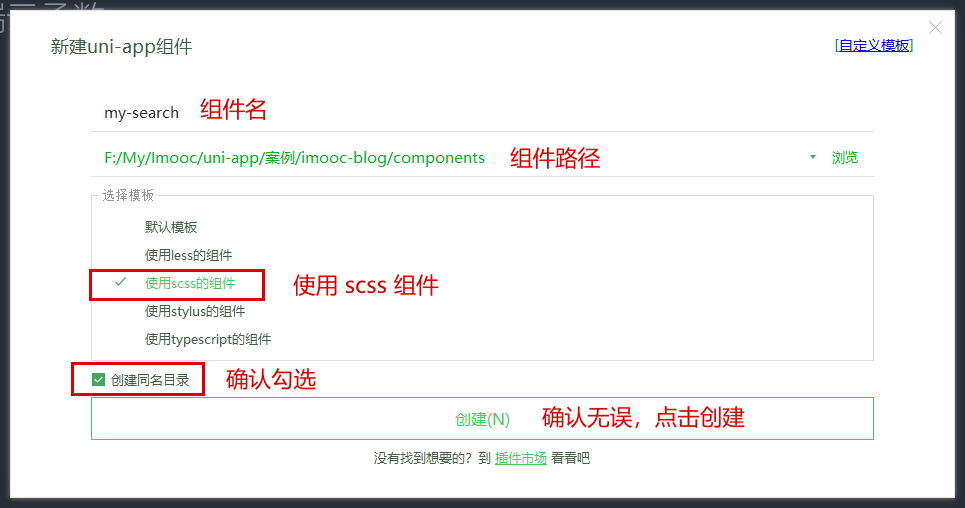 新建uni-app组件
[自定义模板]
my-search 组件名
F:/My/Imooc/uni-app/案例/imooc-blog/components 组件路径 浏览
选择模板
默认模板
使用less的组件
使用scss的组件 使用 scss 组件
使用stylus的组件
使用typescript的组件
创建同名目录 确认勾选
创建(N) 确认无误，点击创建
没有找到想要的？到 插件市场 看看吧